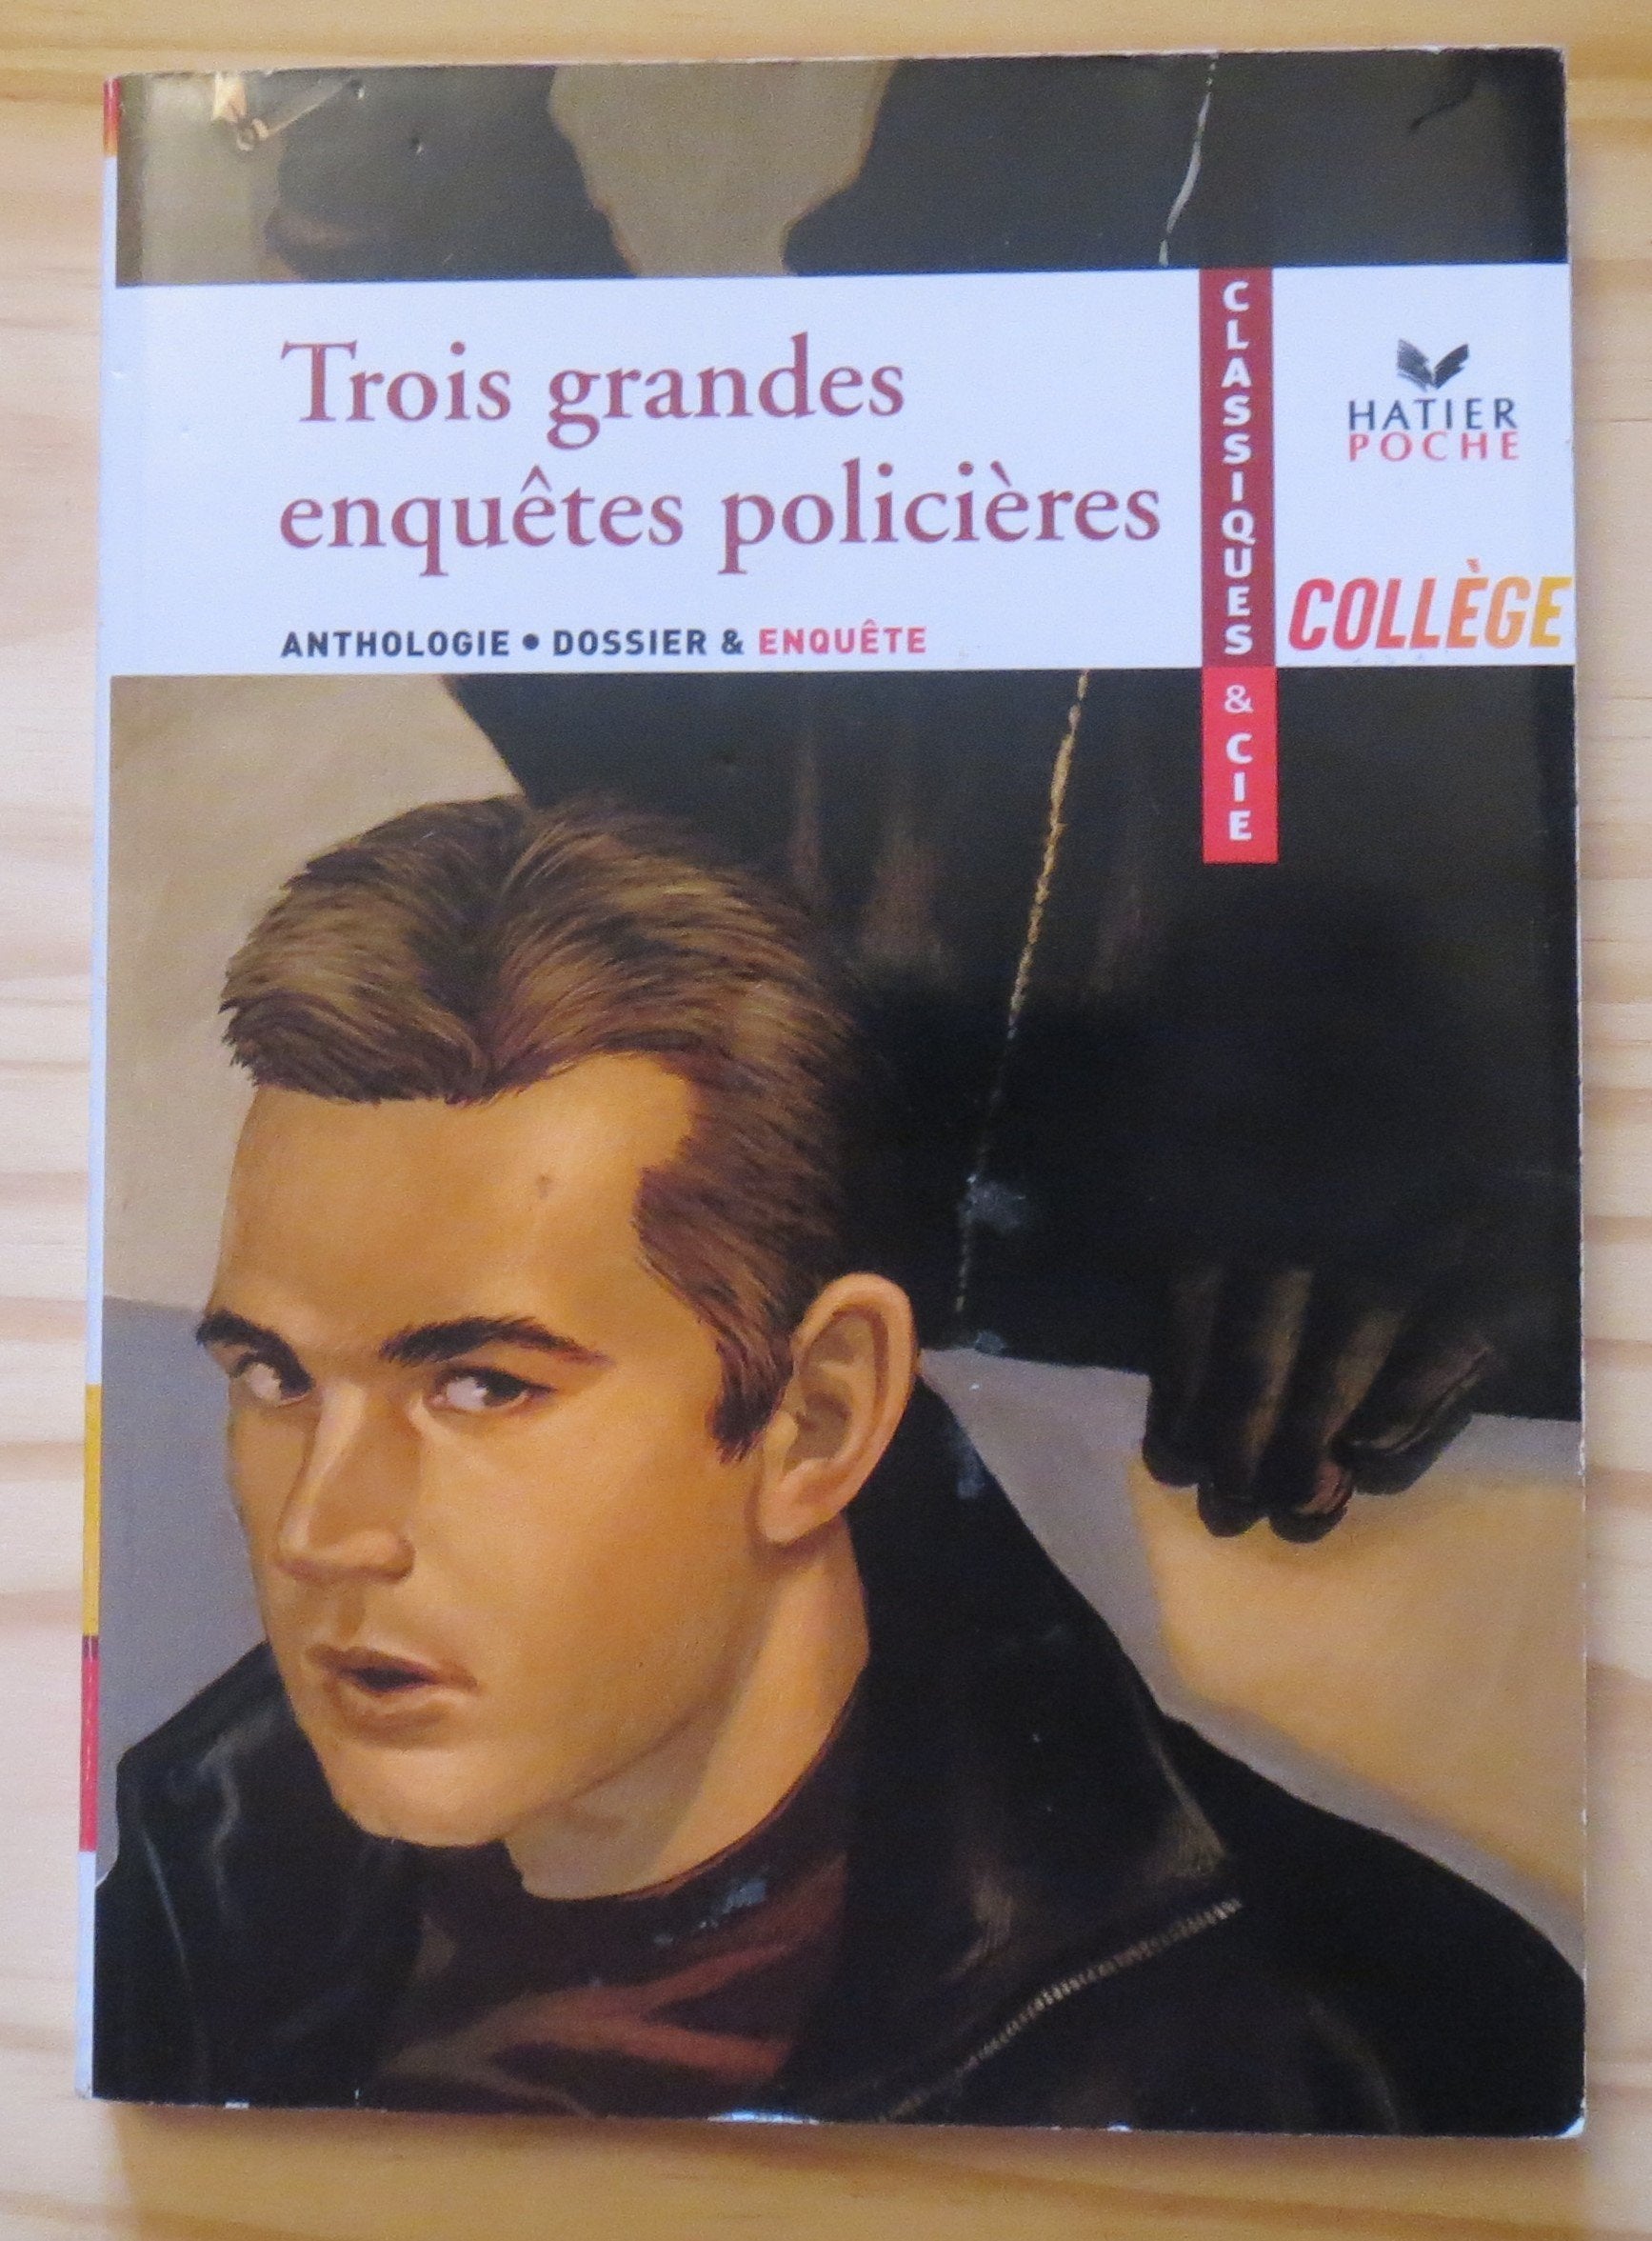 Trois grandes
enquêtes policières
ANTHOLOGIE • DOSSIER & ENQUÊTE
CLASSIQUES & CIE
HATIER
POCHE
COLLÈGE